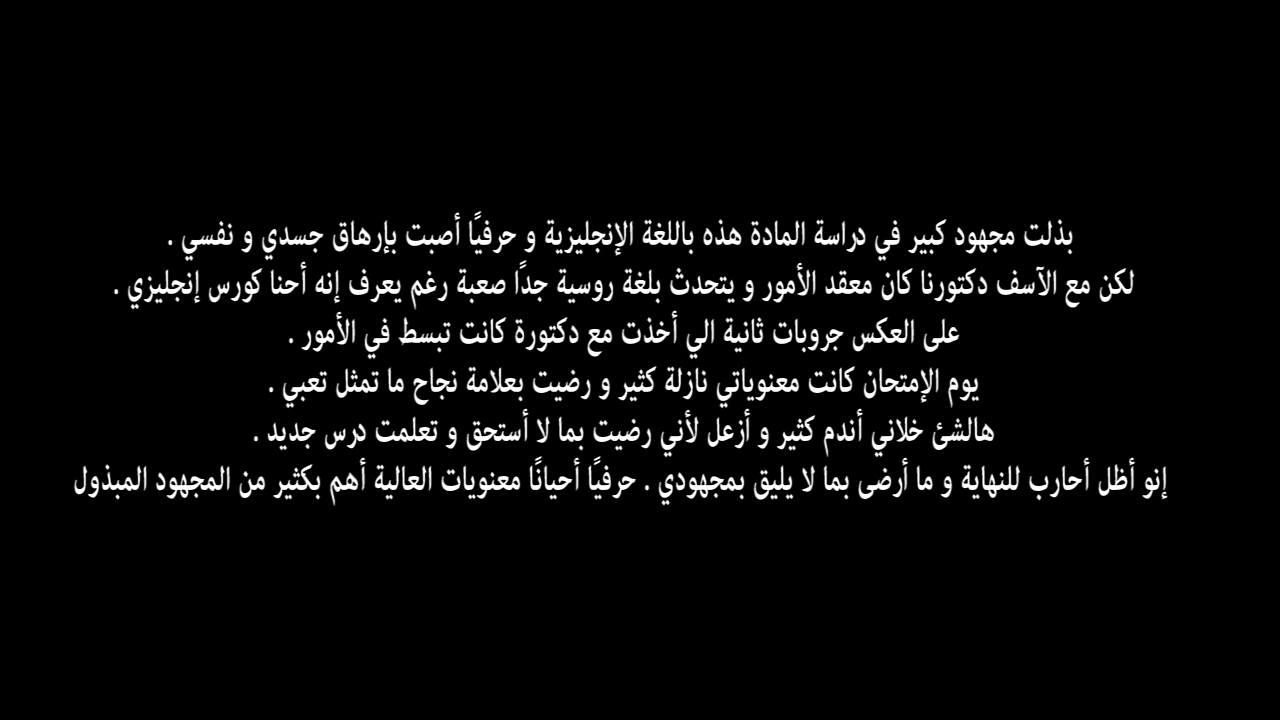 بذلت مجهود كبير في دراسة المادة هذه باللغة الإنجليزية و حرفيًا أصبت بإرهاق جسدي و نفسي .
لكن مع الآسف دكتورنا كان معقد الأمور و يتحدث بلغة روسية جدًا صعبة رغم يعرف إنه أحنا كورس إنجليزي .
على العكس جروبات ثانية الي أخذت مع دكتورة كانت تبسط في الأمور .
يوم الإمتحان كانت معنوياتي نازلة كثير و رضيت بعلامة نجاح ما تمثل تعبي .
هالشئ خلاني أندم كثير و أزعل لأني رضيت بما لا أستحق و تعلمت درس جديد .
إنو أظل أحارب للنهاية و ما أرضى بما لا يليق بمجهودي . حرفيًا أحيانًا معنويات العالية أهم بكثير من المجهود المبذول